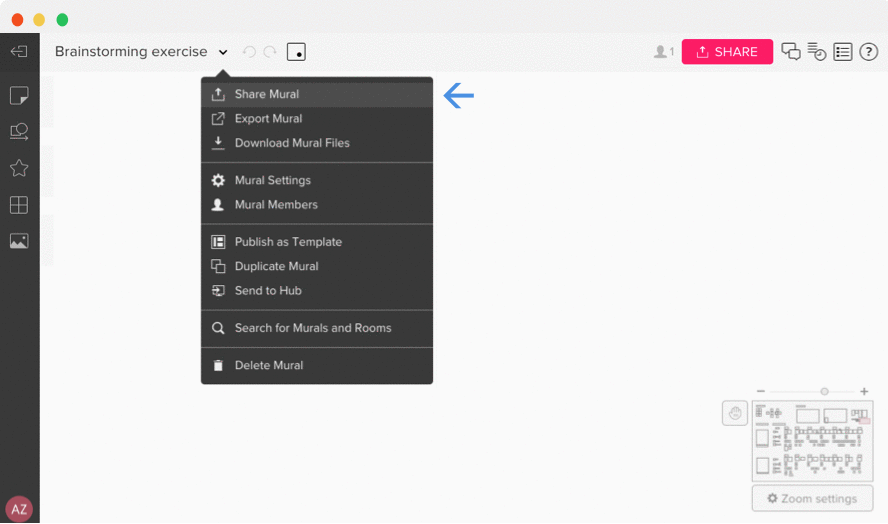 Brainstorming exercise
1
SHARE
?
Share Mural
Export Mural
Download Mural Files
Mural Settings
Mural Members
Publish as Template
Duplicate Mural
Send to Hub
Search for Murals and Rooms
Delete Mural
Zoom settings
AZ